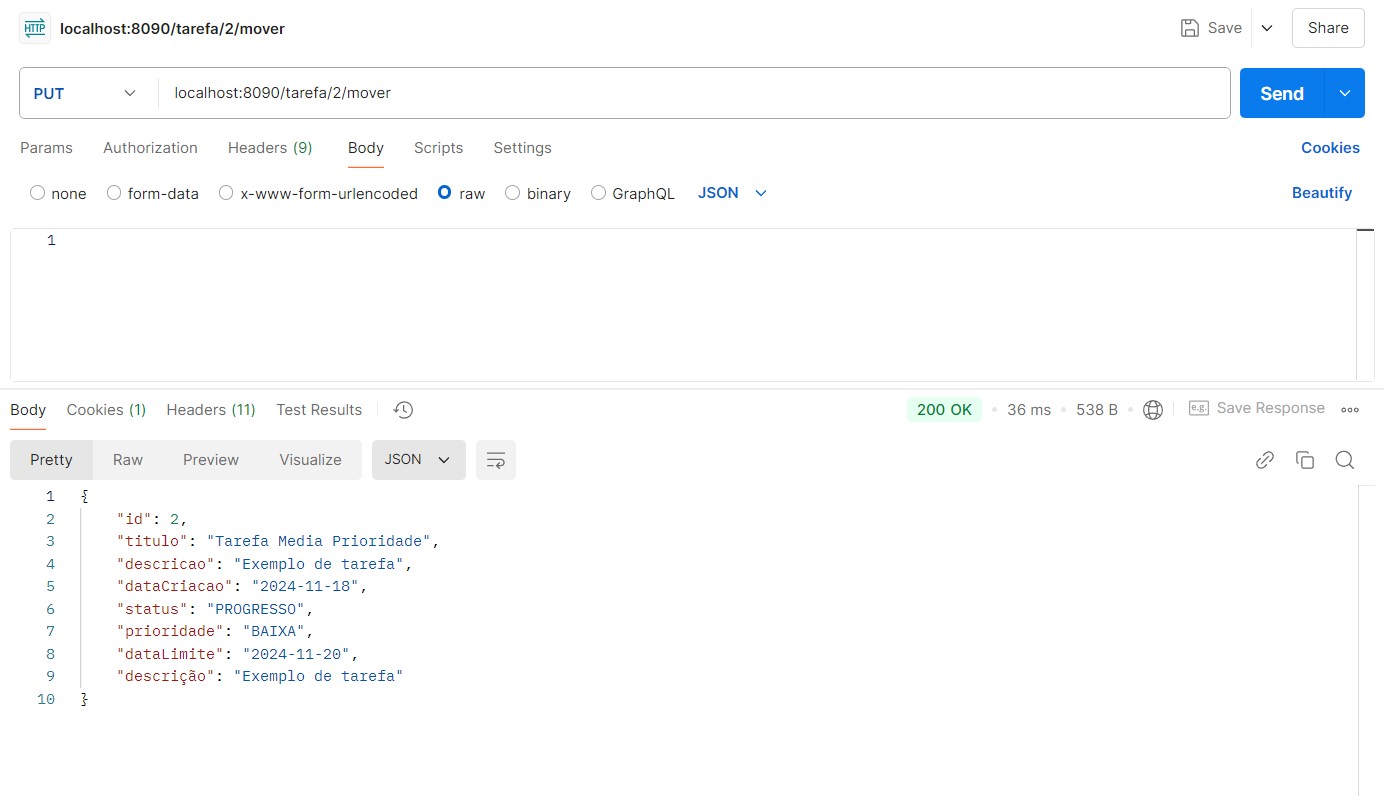 HTTP localhost:8090/tarefa/2/mover Save Share
PUT localhost:8090/tarefa/2/mover Send
Params Authorization Headers (9) Body Scripts Settings Cookies
none form-data x-www-form-urlencoded raw binary GraphQL JSON Beautify
1
Body Cookies (1) Headers (11) Test Results 200 OK • 36 ms • 538 B • e.g. Save Response
Pretty Raw Preview Visualize JSON
1 {
2 "id": 2,
3 "titulo": "Tarefa Media Prioridade",
4 "descricao": "Exemplo de tarefa",
5 "dataCriacao": "2024-11-18",
6 "status": "PROGRESSO",
7 "prioridade": "BAIXA",
8 "dataLimite": "2024-11-20",
9 "descrição": "Exemplo de tarefa"
10 }